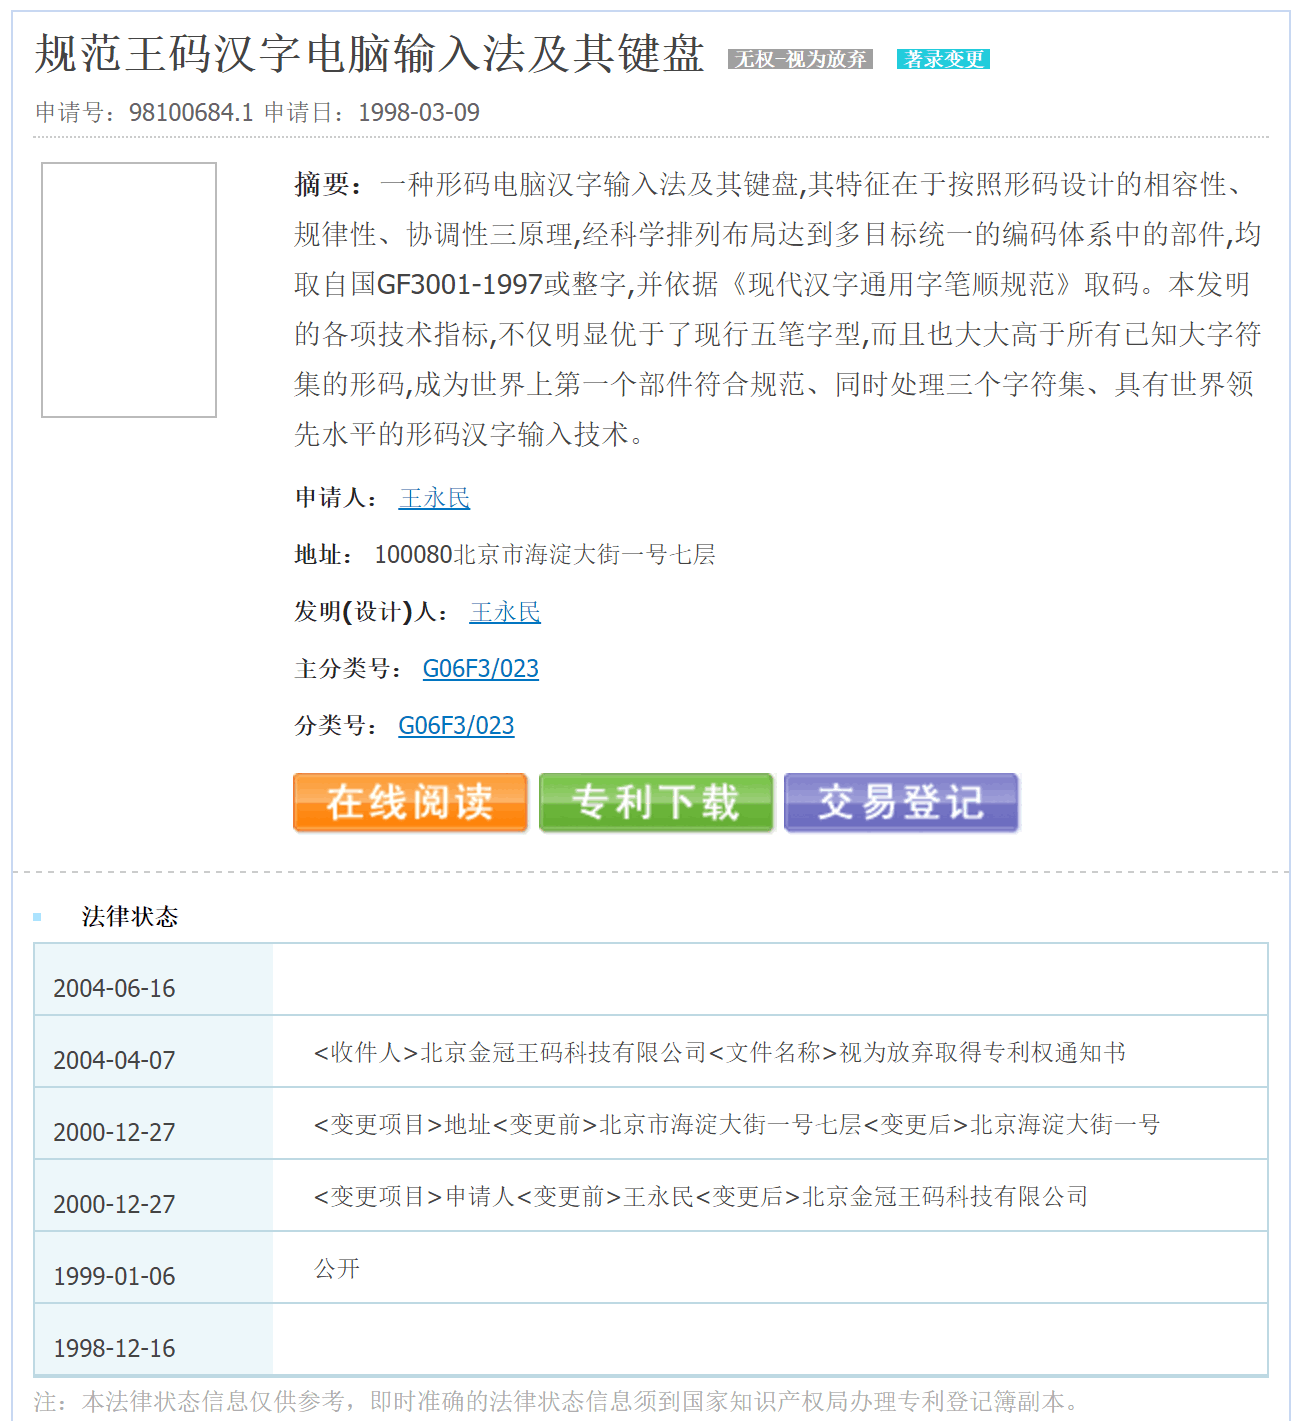 规范王码汉字电脑输入法及其键盘 无权-视为放弃 著录变更
申请号：98100684.1 申请日：1998-03-09
摘要：一种形码电脑汉字输入法及其键盘,其特征在于按照形码设计的相容性、
规律性、协调性三原理,经科学排列布局达到多目标统一的编码体系中的部件,均
取自国GF3001-1997或整字,并依据《现代汉字通用字笔顺规范》取码。本发明
的各项技术指标,不仅明显优于了现行五笔字型,而且也大大高于所有已知大字符
集的形码,成为世界上第一个部件符合规范、同时处理三个字符集、具有世界领
先水平的形码汉字输入技术。
申请人： 王永民
地址： 100080北京市海淀大街一号七层
发明(设计)人： 王永民
主分类号： G06F3/023
分类号： G06F3/023
在线阅读 专利下载 交易登记
法律状态
2004-06-16
2004-04-07 <收件人>北京金冠王码科技有限公司<文件名称>视为放弃取得专利权通知书
2000-12-27 <变更项目>地址<变更前>北京市海淀大街一号七层<变更后>北京海淀大街一号
2000-12-27 <变更项目>申请人<变更前>王永民<变更后>北京金冠王码科技有限公司
1999-01-06 公开
1998-12-16
注：本法律状态信息仅供参考，即时准确的法律状态信息须到国家知识产权局办理专利登记簿副本。